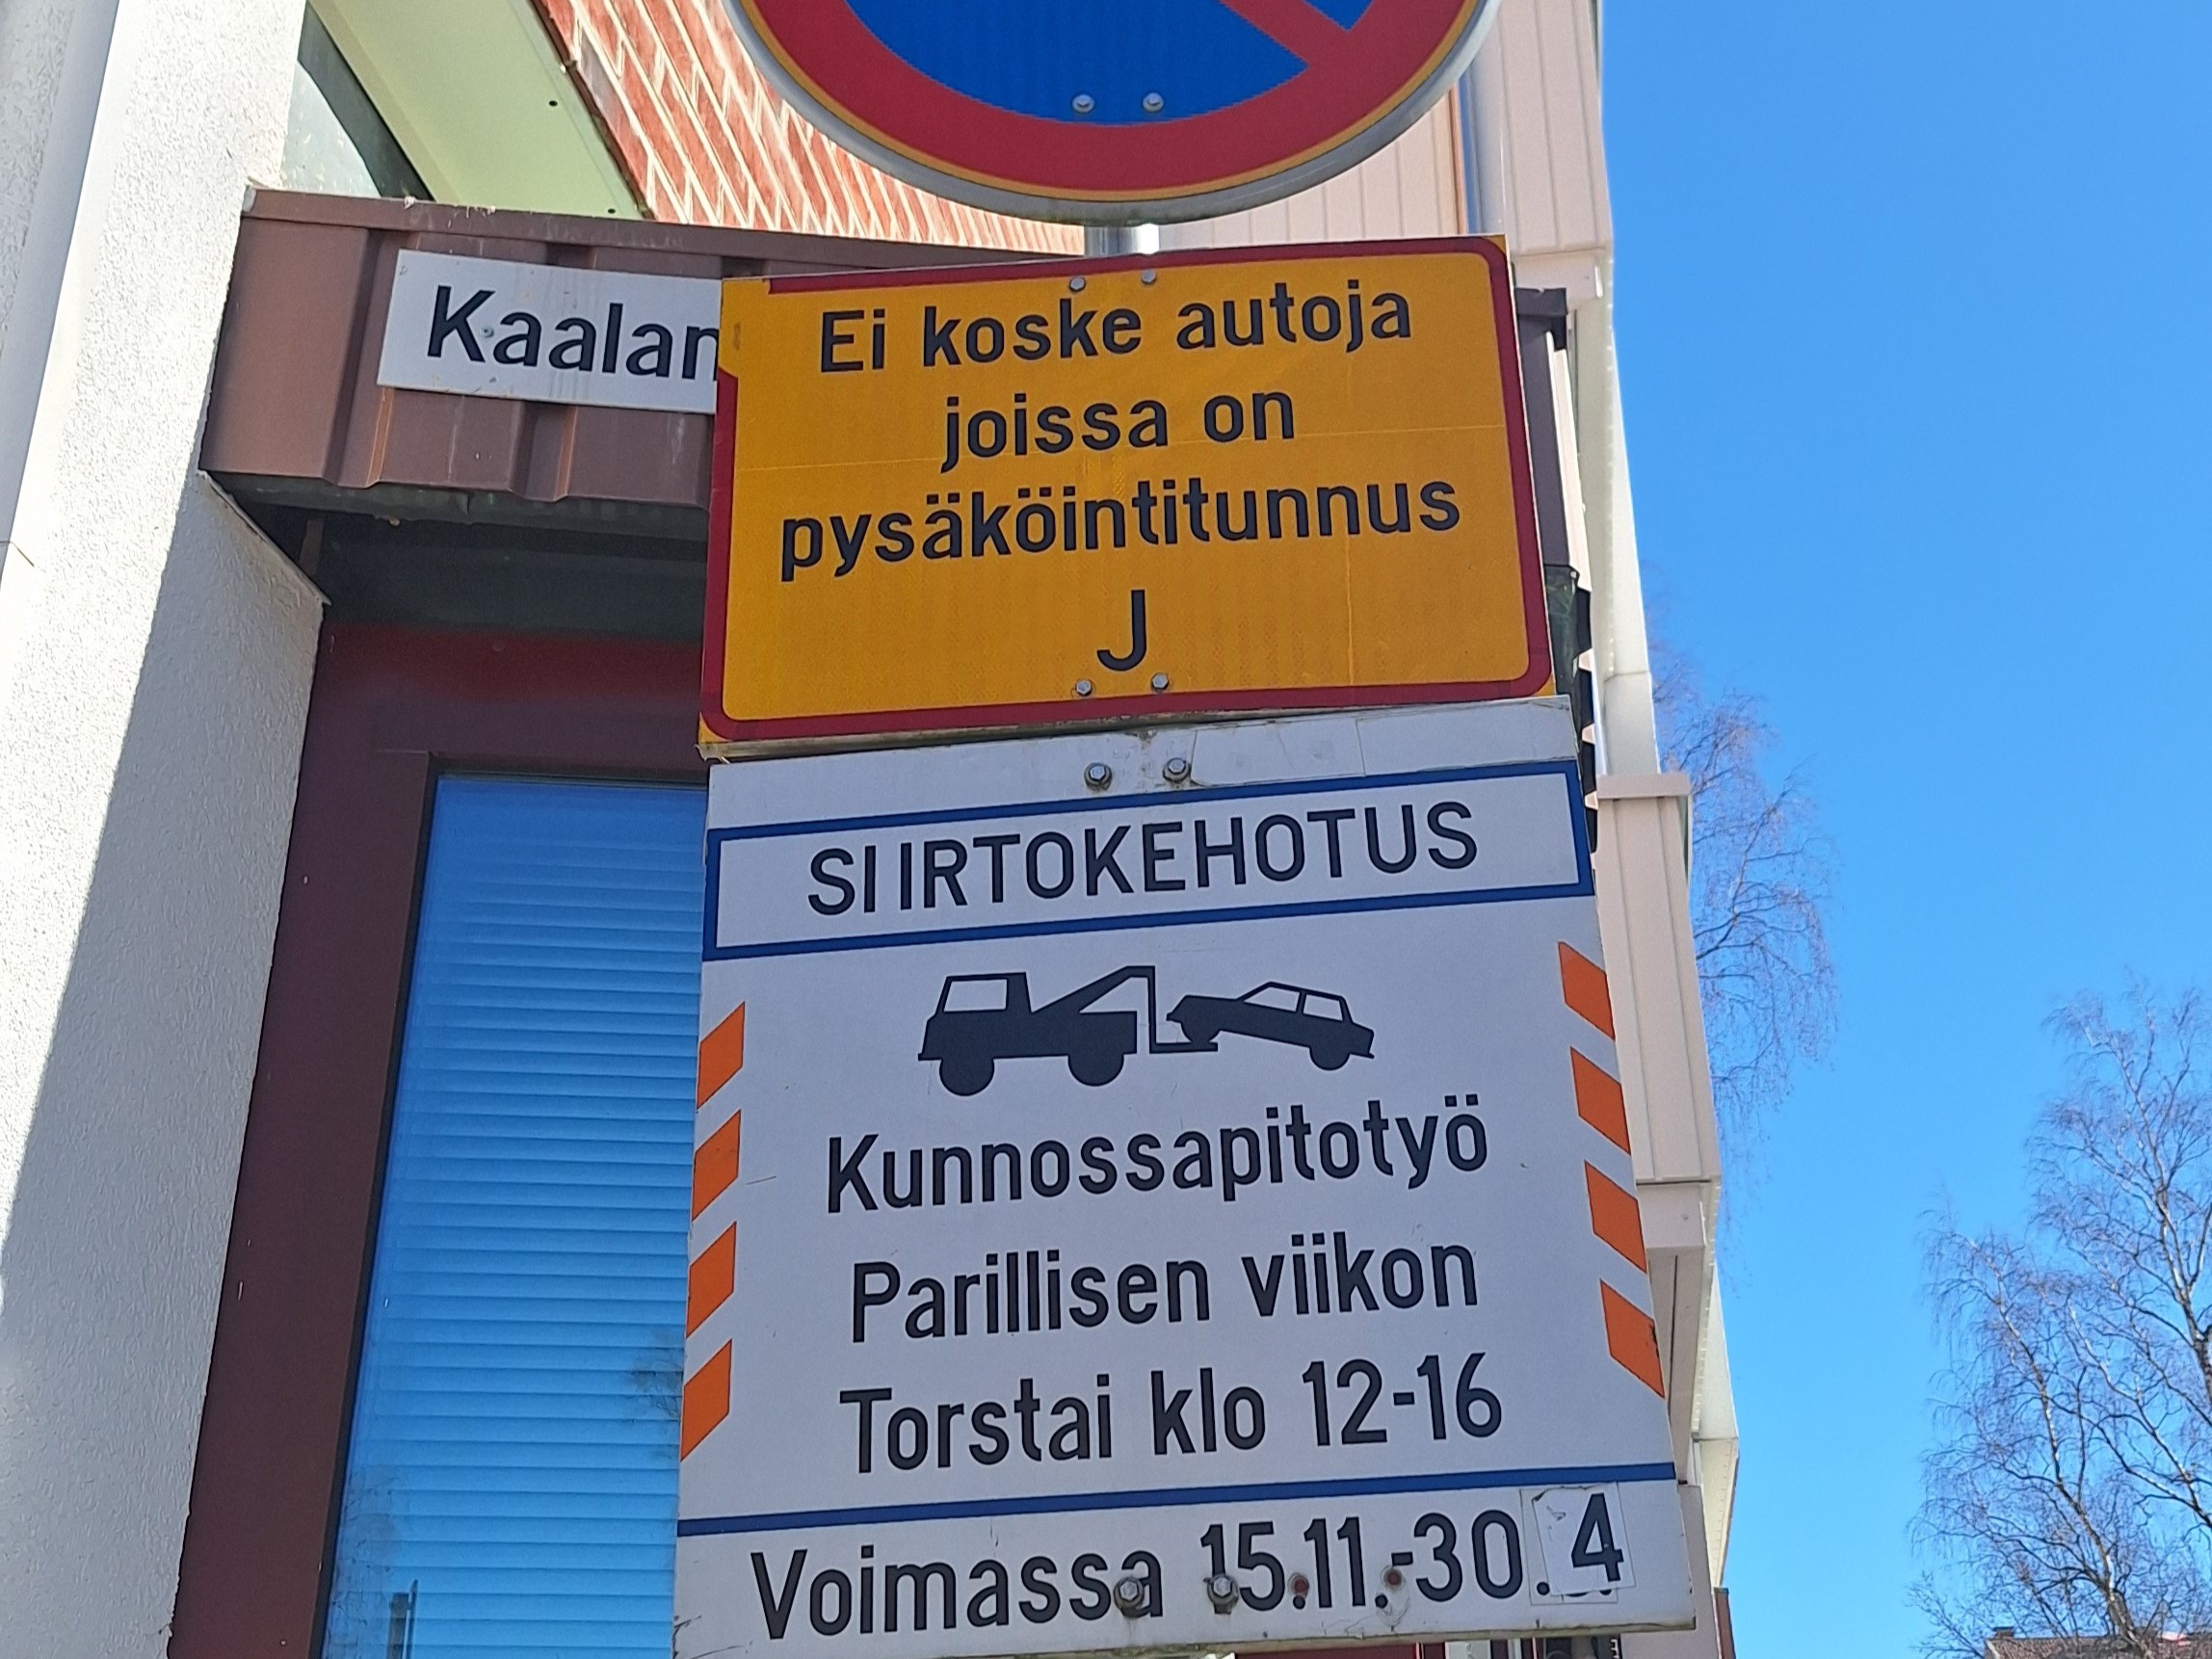 Kaalan
Ei koske autoja
joissa on
pysäköintitunnus
J
SIIRTOKEHOTUS
Kunnossapitotyö
Parillisen viikon
Torstai klo 12-16
Voimassa 15.11.-30.4